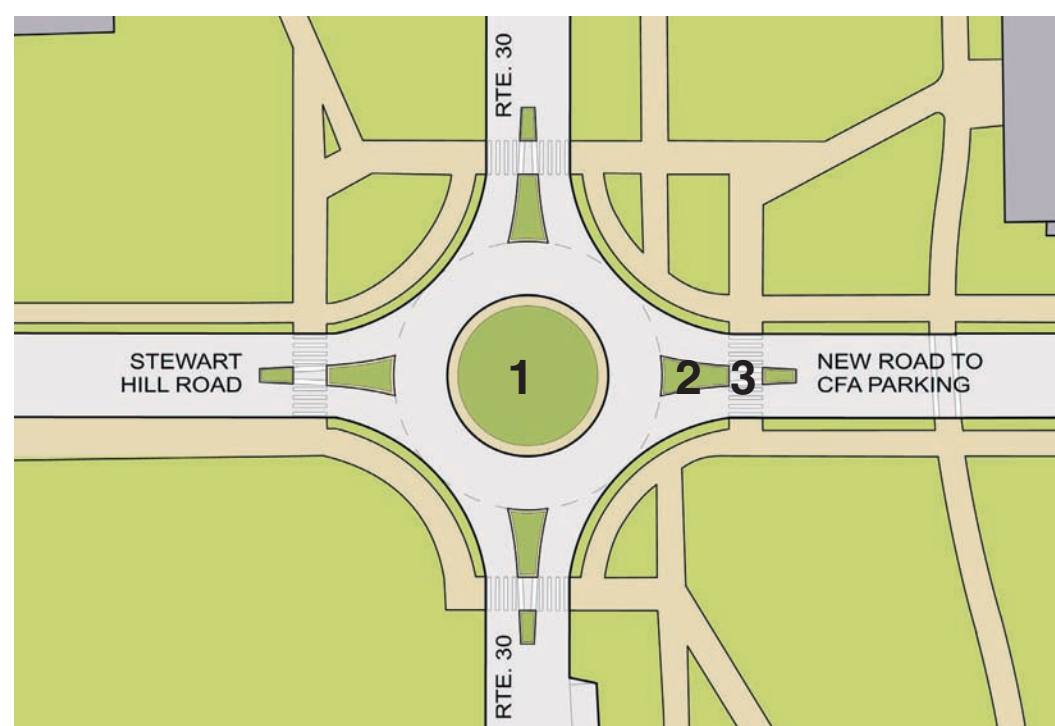 RTE. 30
STEWART
HILL ROAD
1
2
3
NEW ROAD TO
CFA PARKING
RTE. 30